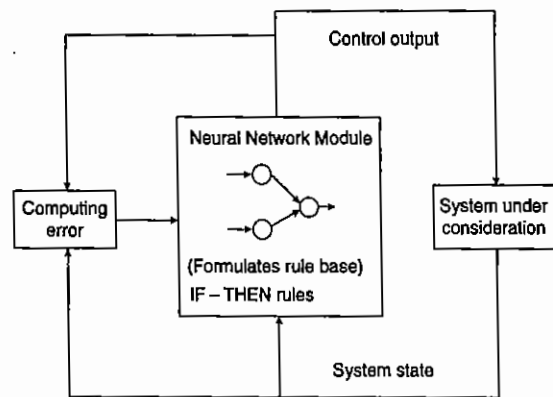 Control output
Neural Network Module
Computing
error
System under
consideration
(Formulates rule base)
IF – THEN rules
System state